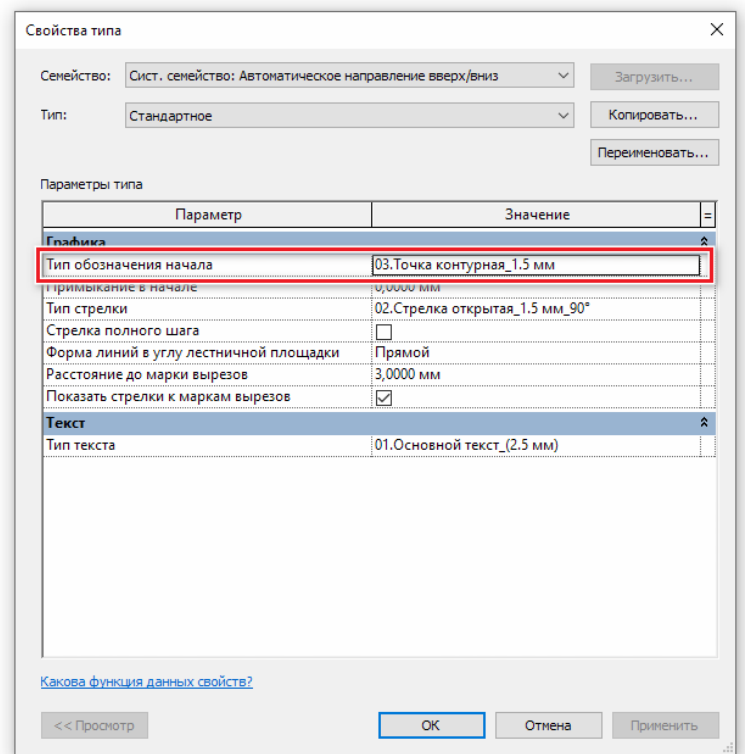 Свойства типа
Семейство: Сист. семейство: Автоматическое направление вверх/вниз Загрузить...
Тип: Стандартное Копировать...
Переименовать...
Параметры типа
Параметр Значение =
Графика
Тип обозначения начала 03.Точка контурная_1.5 мм
Примыкание в начале 0,0000 мм
Тип стрелки 02.Стрелка открытая_1.5 мм_90°
Стрелка полного шага
Форма линий в углу лестничной площадки Прямой
Расстояние до марки вырезов 3,0000 мм
Показать стрелки к маркам вырезов
Текст
Тип текста 01.Основной текст_(2.5 мм)
Какова функция данных свойств?
<< Просмотр ОК Отмена Применить